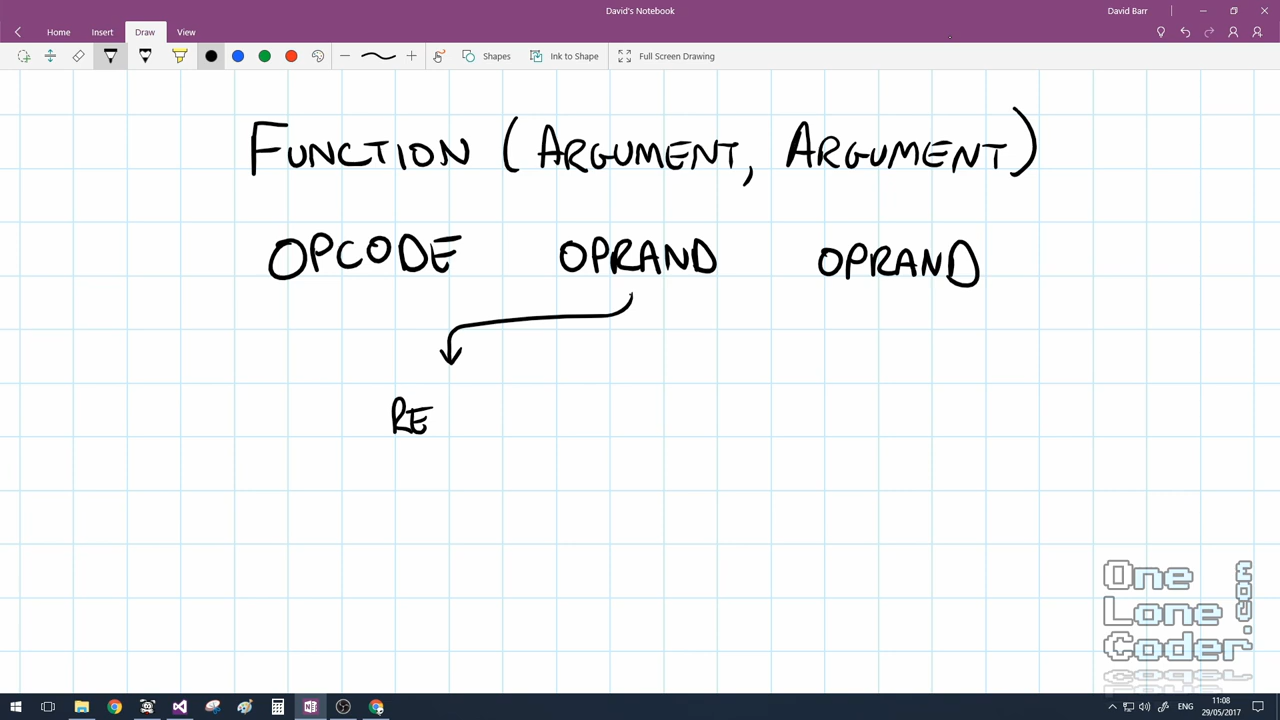 David's Notebook
David Barr
Home Insert Draw View
Shapes Ink to Shape Full Screen Drawing
FUNCTION (ARGUMENT, ARGUMENT)
OPCODE OPRAND OPRAND
RE
One
Lone
Coder
.com
ENG
11:08
29/05/2017